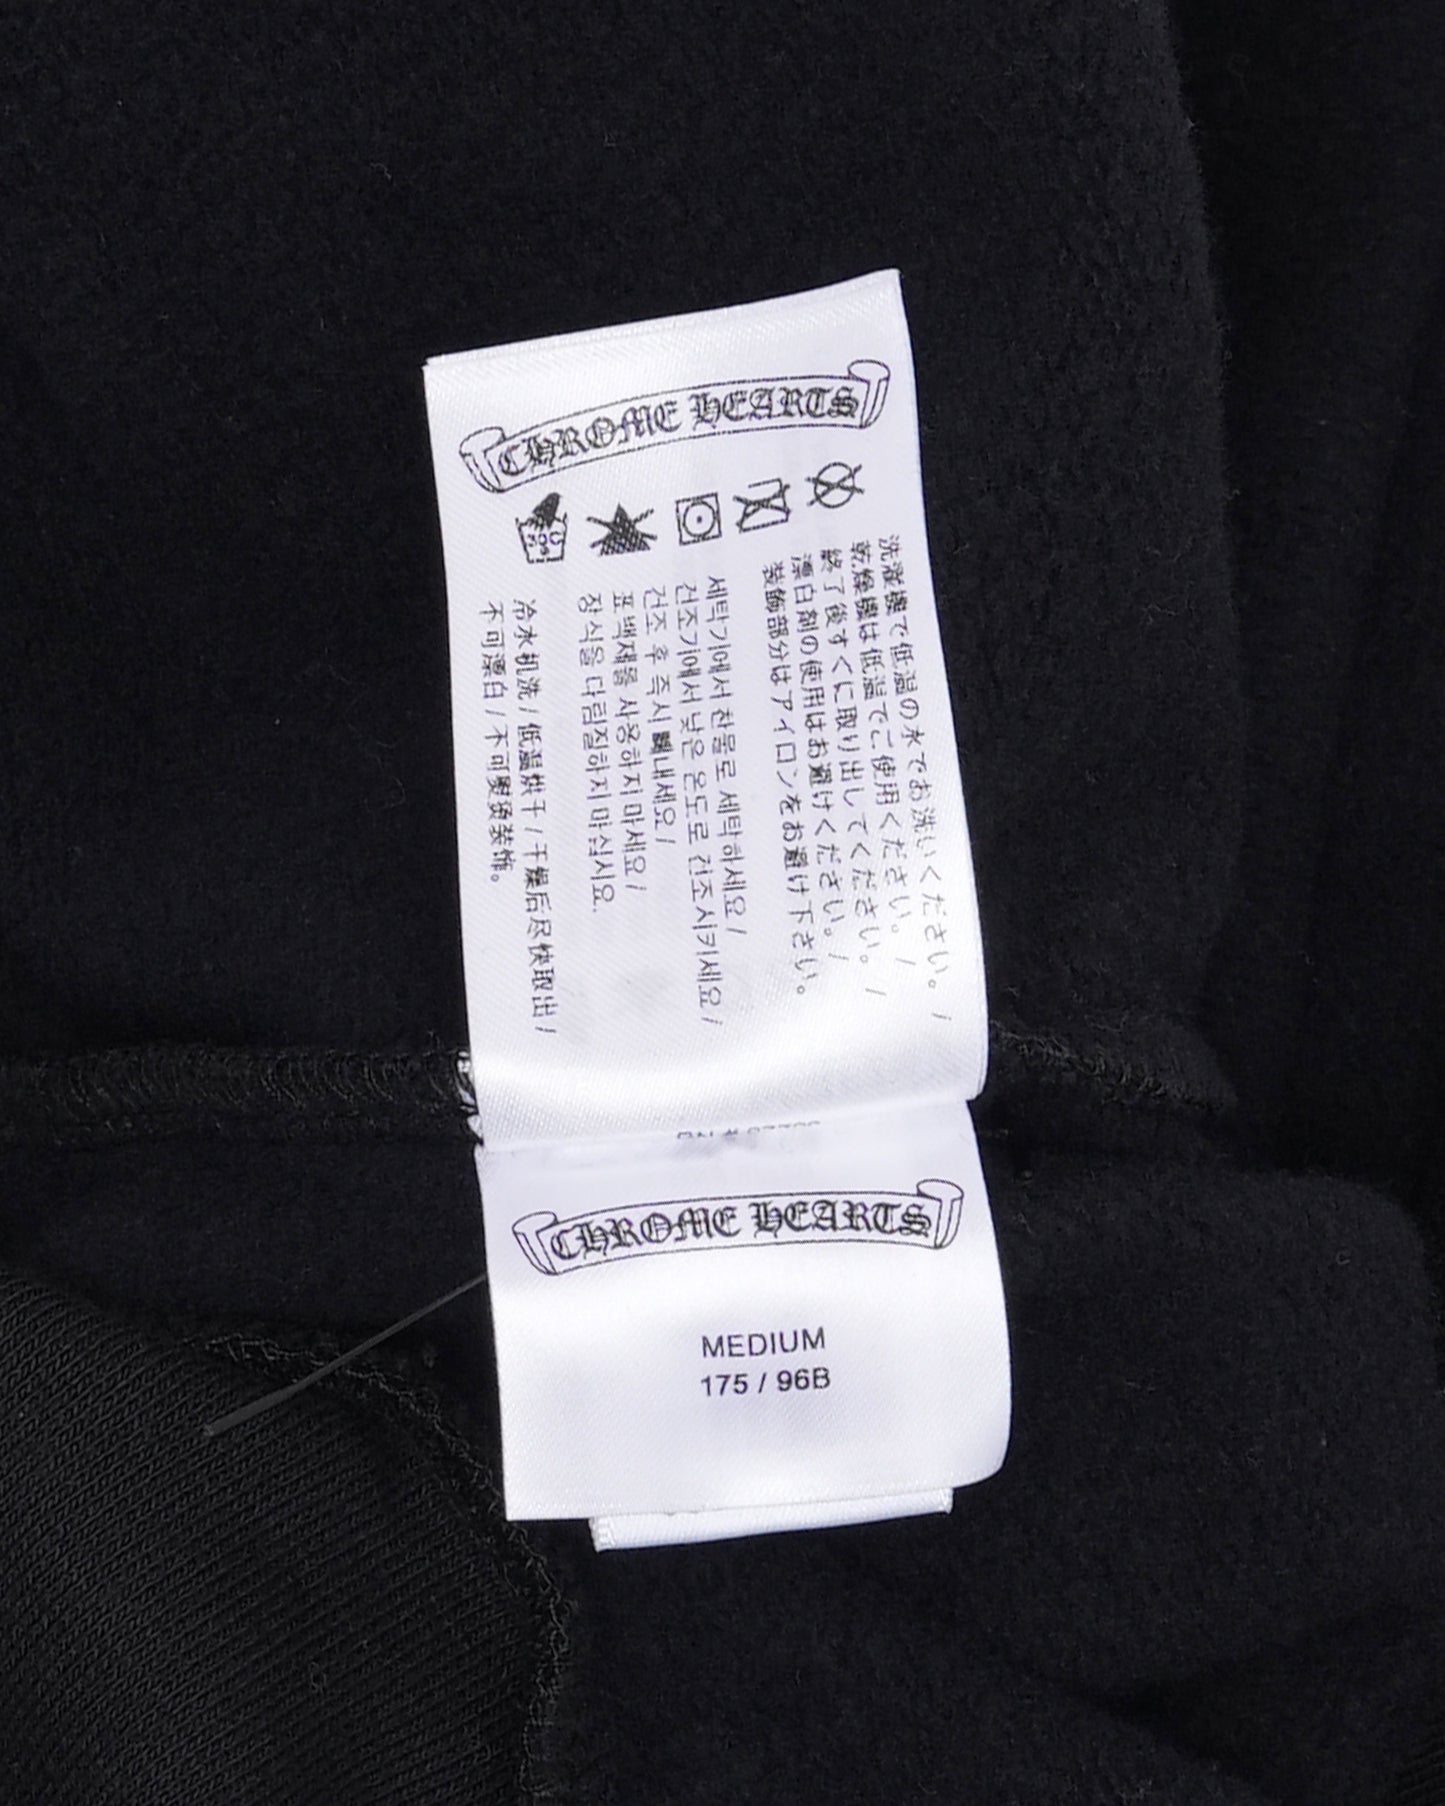 CHROME HEARTS
30C
洗濯機で低温の水でお洗いください。 /
乾燥機は低温でご使用ください。 /
終了後すぐに取り出してください。 /
漂白剤の使用はお避けください。 /
装飾部分はアイロンをお避け下さい。
세탁기에서 찬물로 세탁하세요 /
건조기에서 낮은 온도로 건조시키세요 /
건조 후 즉시 빼내세요 /
표백제를 사용하지 마세요 /
장식을 다림질하지 마십시요.
冷水机洗 / 低温烘干 / 干燥后尽快取出 /
不可漂白 / 不可熨烫装饰。
CHROME HEARTS
MEDIUM
175 / 96B